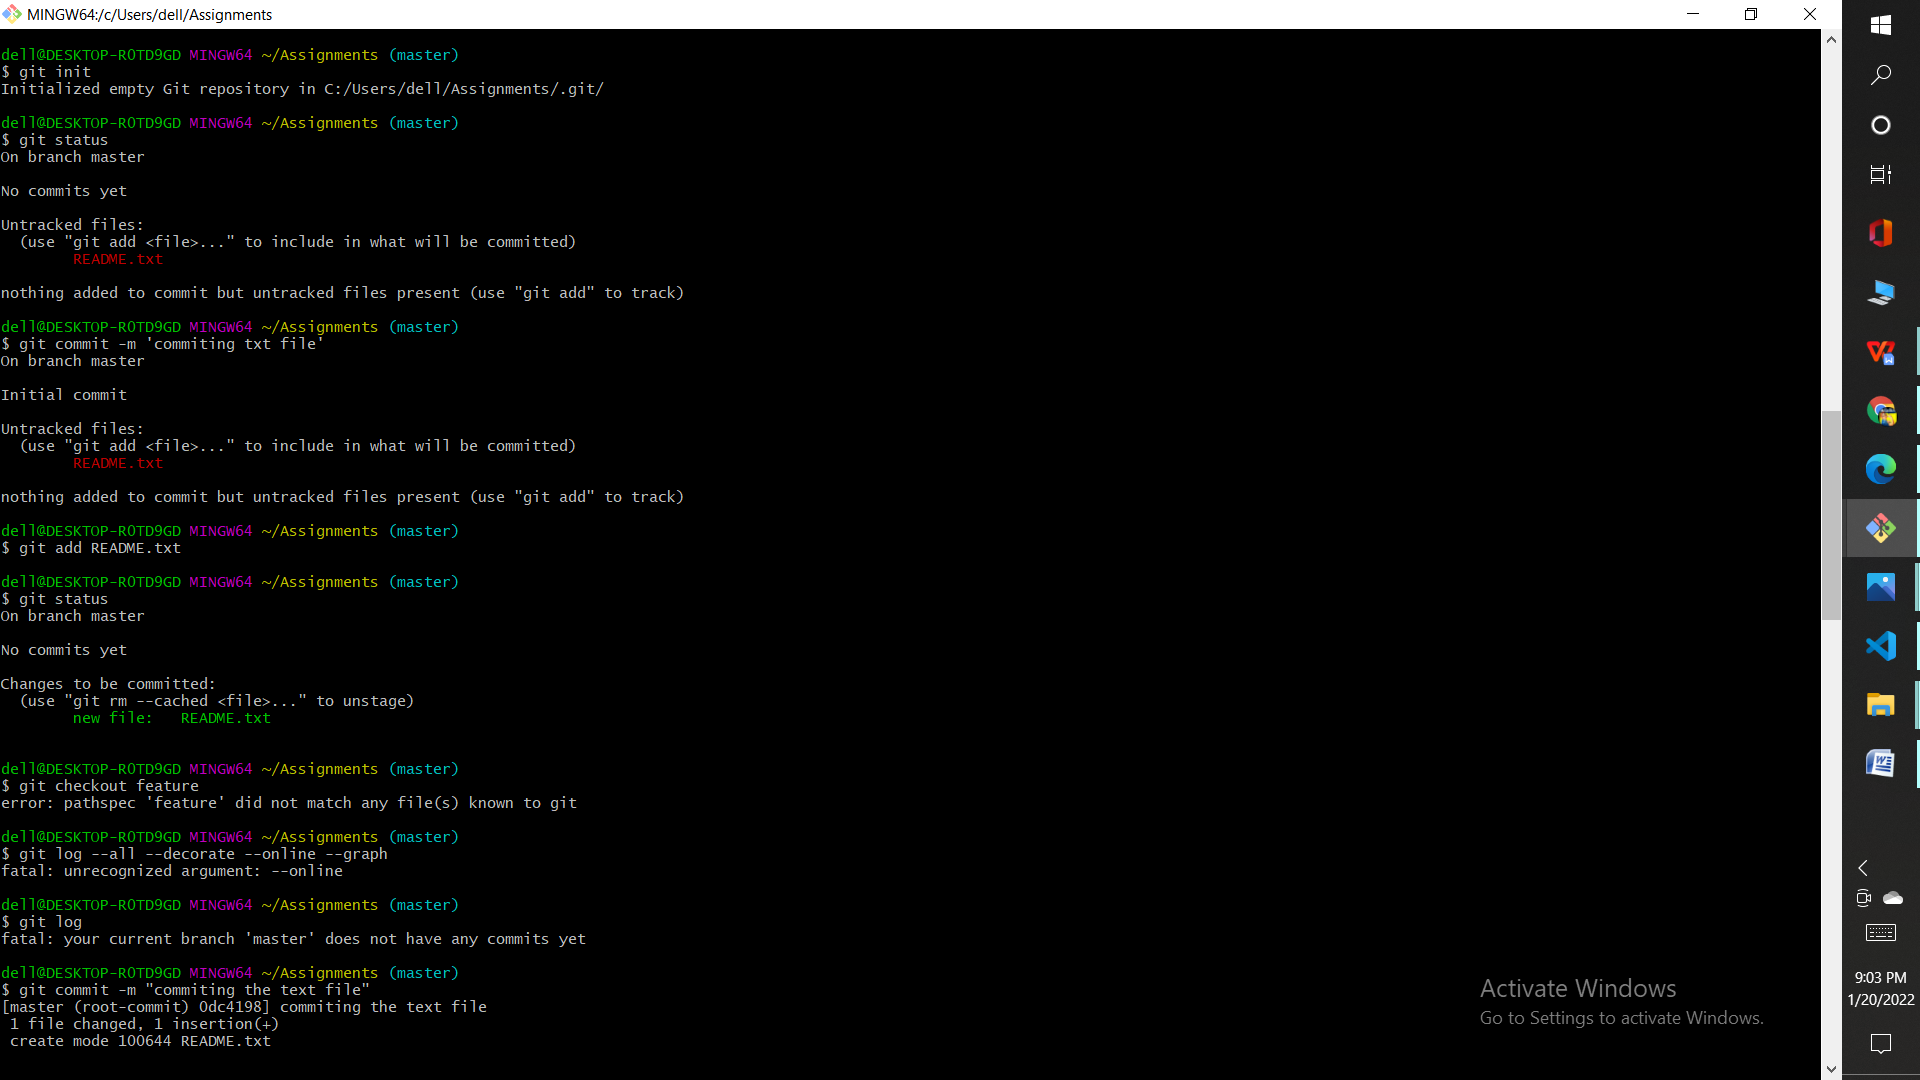 MINGW64:/c/Users/dell/Assignments
dell@DESKTOP-R0TD9GD MINGW64 ~/Assignments (master)
$ git init
Initialized empty Git repository in C:/Users/dell/Assignments/.git/
dell@DESKTOP-R0TD9GD MINGW64 ~/Assignments (master)
$ git status
On branch master
No commits yet
Untracked files:
  (use "git add <file>..." to include in what will be committed)
        README.txt
nothing added to commit but untracked files present (use "git add" to track)
dell@DESKTOP-R0TD9GD MINGW64 ~/Assignments (master)
$ git commit -m 'commiting txt file'
On branch master
Initial commit
Untracked files:
  (use "git add <file>..." to include in what will be committed)
        README.txt
nothing added to commit but untracked files present (use "git add" to track)
dell@DESKTOP-R0TD9GD MINGW64 ~/Assignments (master)
$ git add README.txt
dell@DESKTOP-R0TD9GD MINGW64 ~/Assignments (master)
$ git status
On branch master
No commits yet
Changes to be committed:
  (use "git rm --cached <file>..." to unstage)
        new file:   README.txt
dell@DESKTOP-R0TD9GD MINGW64 ~/Assignments (master)
$ git checkout feature
error: pathspec 'feature' did not match any file(s) known to git
dell@DESKTOP-R0TD9GD MINGW64 ~/Assignments (master)
$ git log --all --decorate --online --graph
fatal: unrecognized argument: --online
dell@DESKTOP-R0TD9GD MINGW64 ~/Assignments (master)
$ git log
fatal: your current branch 'master' does not have any commits yet
dell@DESKTOP-R0TD9GD MINGW64 ~/Assignments (master)
$ git commit -m "commiting the text file"
[master (root-commit) 0dc4198] commiting the text file
 1 file changed, 1 insertion(+)
 create mode 100644 README.txt
Activate Windows
Go to Settings to activate Windows.
9:03 PM
1/20/2022